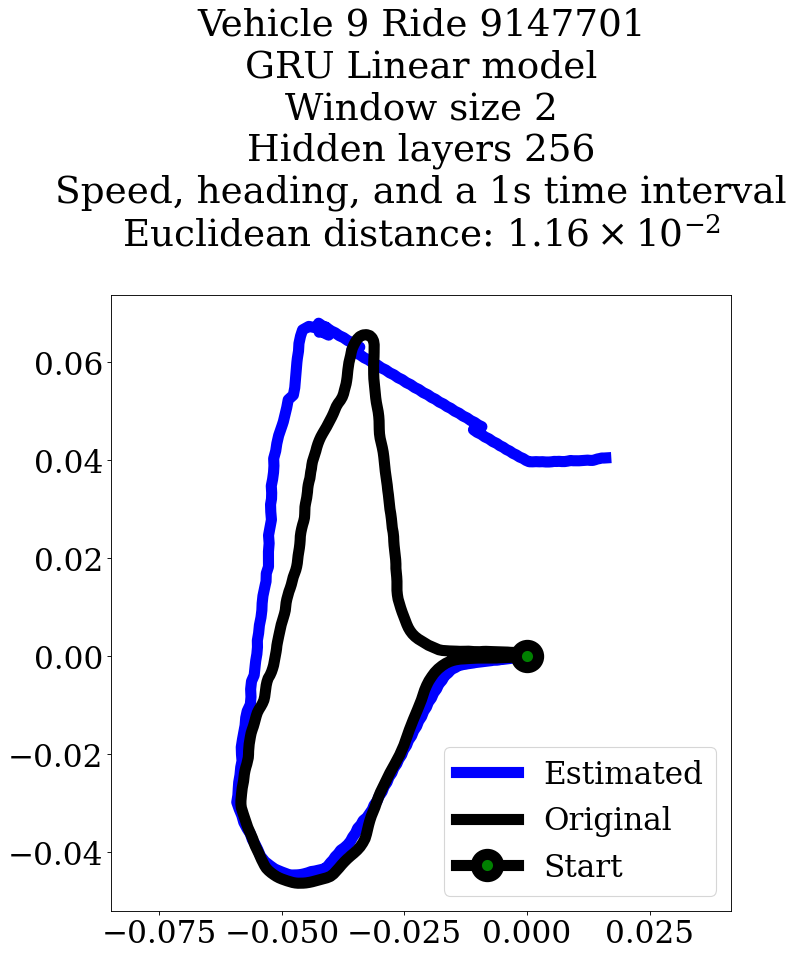 Vehicle 9 Ride 9147701
GRU Linear model
Window size 2
Hidden layers 256
Speed, heading, and a 1s time interval
Euclidean distance: 1.16 × 10⁻²
0.06
0.04
0.02
0.00
−0.02
−0.04
Estimated
Original
Start
−0.075 −0.050 −0.025 0.000 0.025